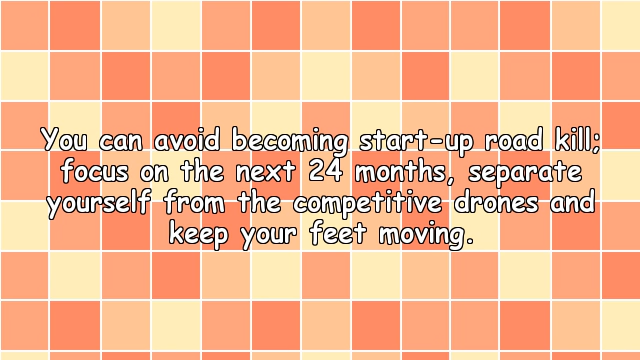 You can avoid becoming start-up road kill;
focus on the next 24 months, separate
yourself from the competitive drones and
keep your feet moving.